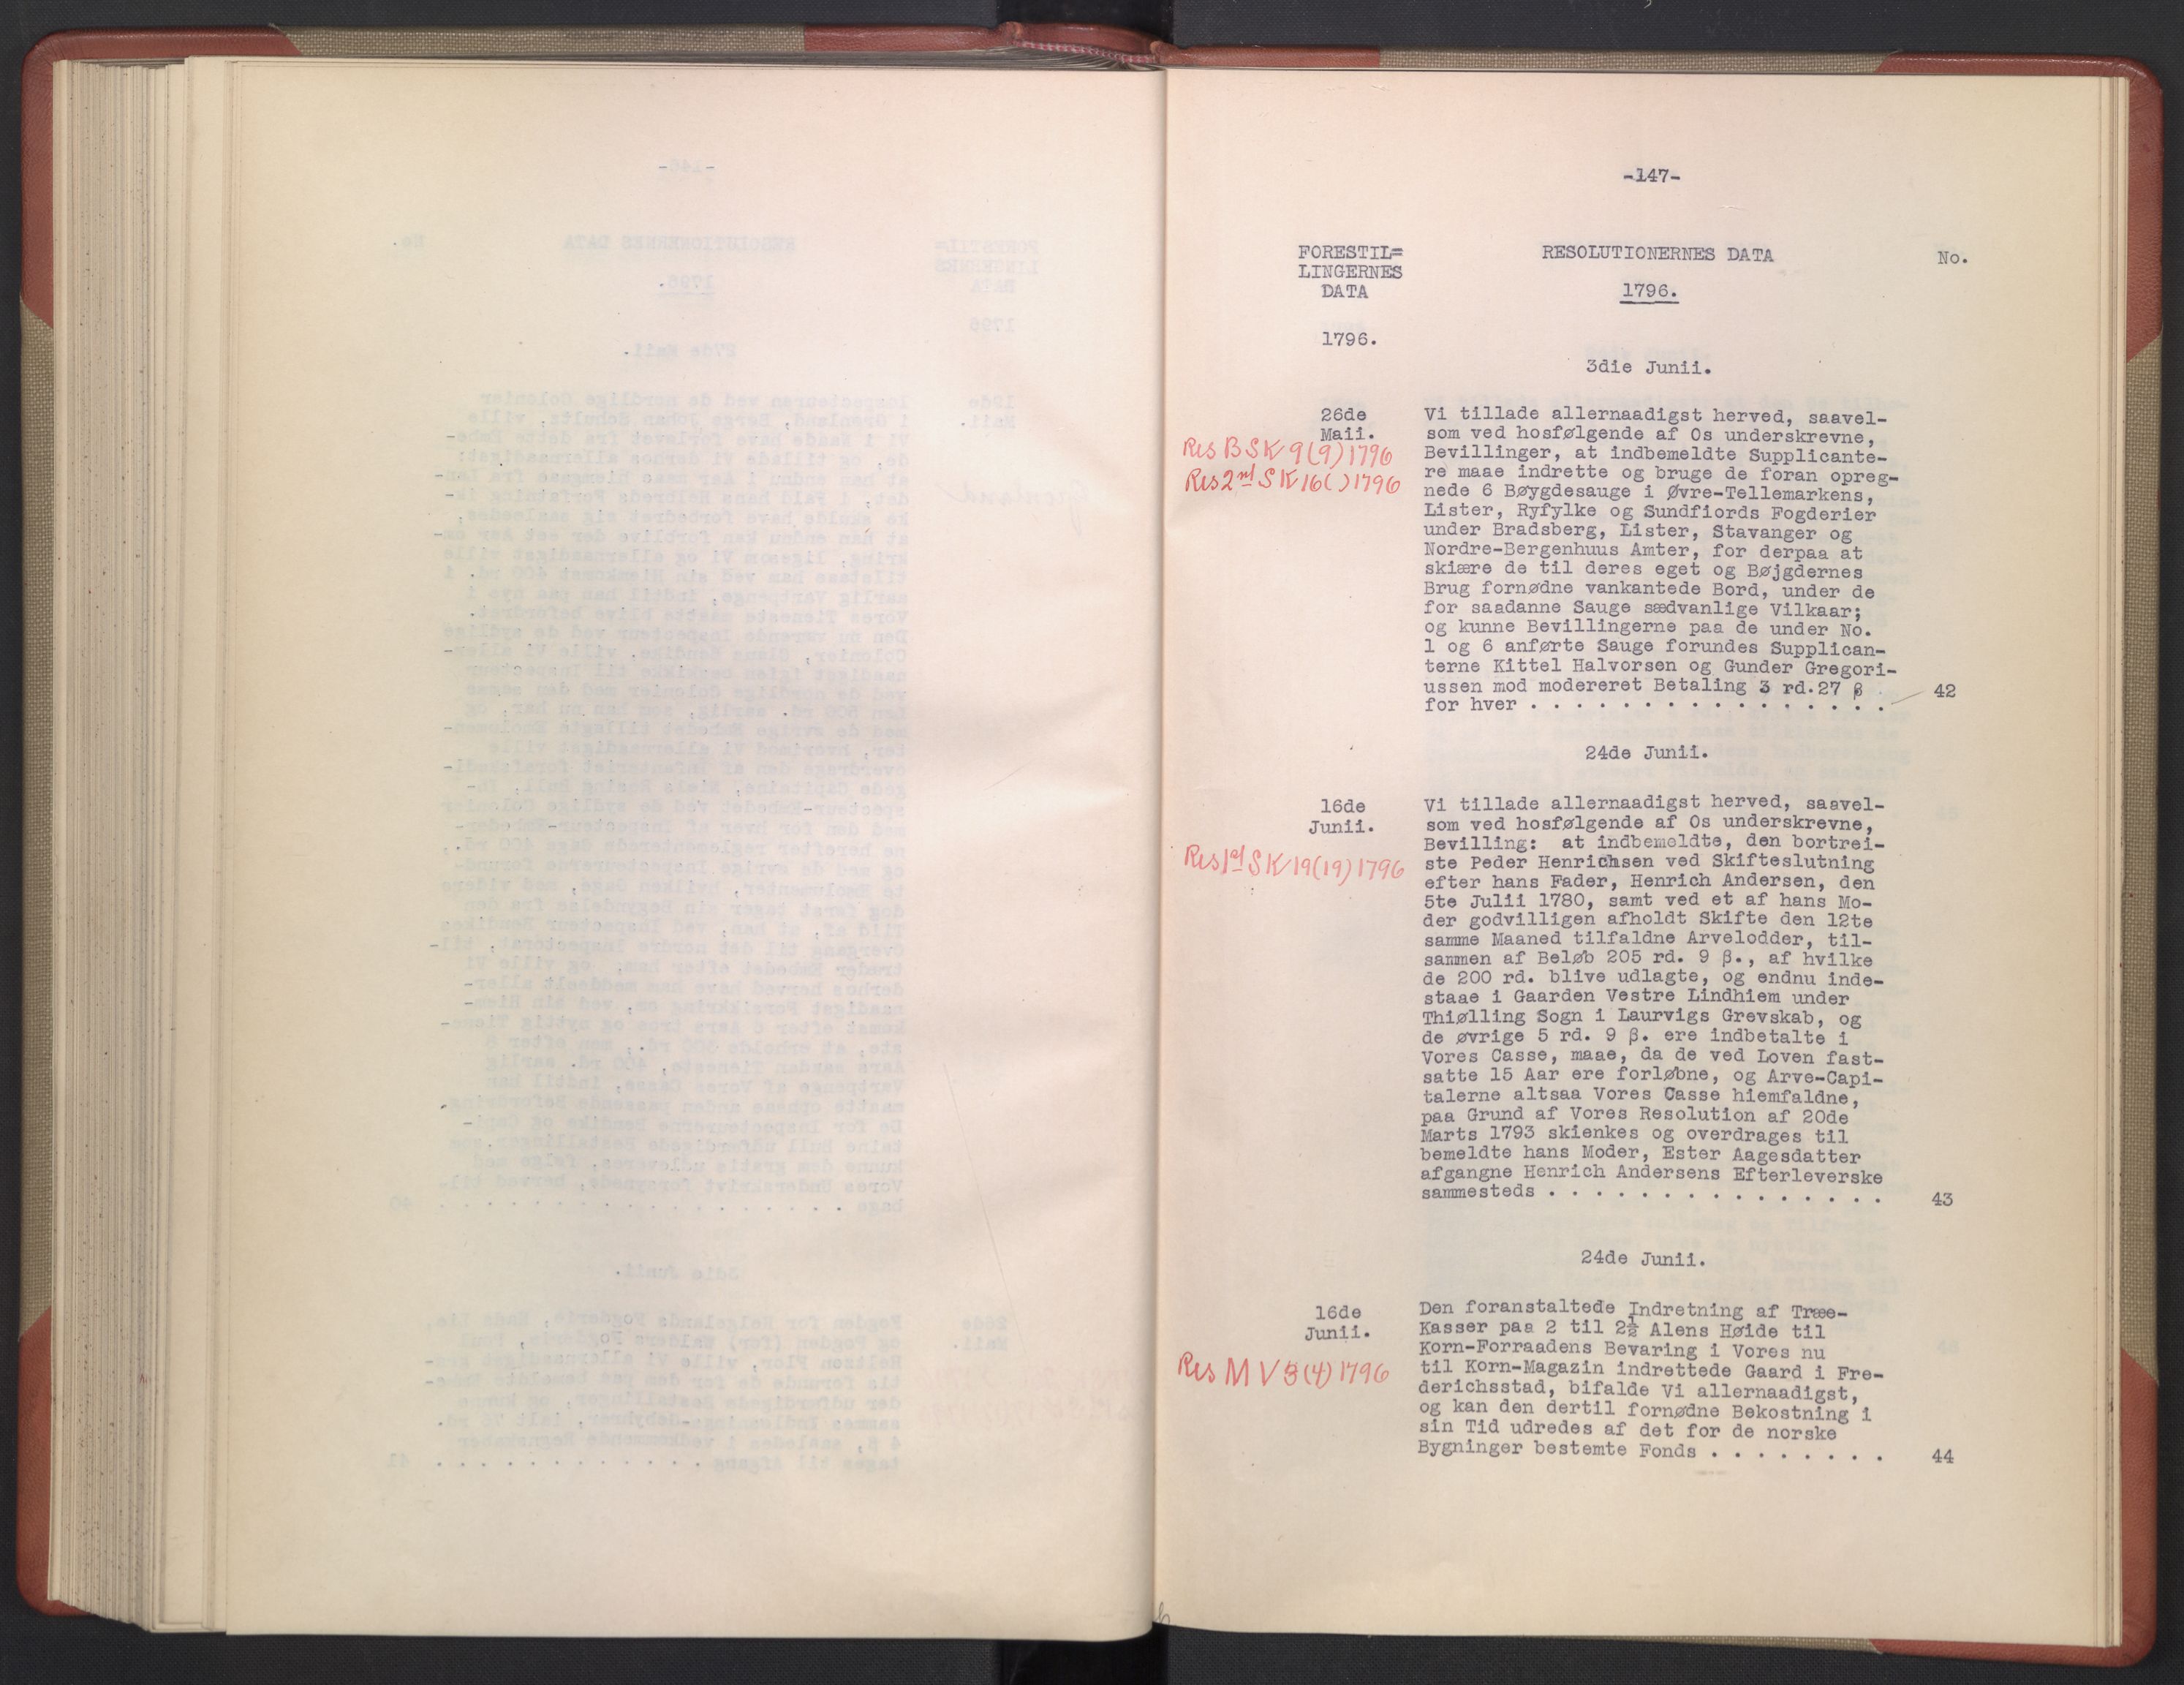 -147-
FORESTIL=
LINGERNES
DATA
RESOLUTIONERNES DATA
No.
1796.
1796.
3die Junii.
26de
Maii.
Res B S K 9(9) 1796
Res 2nd S K 16( ) 1796
Vi tillade allernaadigst herved, saavel-
som ved hosfølgende af Os underskrevne,
Bevillinger, at indbemeldte Supplicante-
re maae indrette og bruge de foran opreg-
nede 6 Bøygdesauge i Øvre-Tellemarkens,
Lister, Ryfylke og Sundfiords Fogderier
under Bradsberg, Lister, Stavanger og
Nordre-Bergenhuus Amter, for derpaa at
skiære de til deres eget og Bøjgdernes
Brug fornødne vankantede Bord, under de
for saadanne Sauge sædvanlige Vilkaar;
og kunne Bevillingerne paa de under No.
1 og 6 anførte Sauge forundes Supplican-
terne Kittel Halvorsen og Gunder Gregori-
ussen mod modereret Betaling 3 rd.27 β
for hver . . . . . . . . . . . . . . . . 42
24de Junii.
16de
Junii.
Res 1st S K 19(19) 1796
Vi tillade allernaadigst herved, saavel-
som ved hosfølgende af Os underskrevne,
Bevilling: at indbemeldte, den bortrei-
ste Peder Henrichsen ved Skifteslutning
efter hans Fader, Henrich Andersen, den
5te Julii 1780, samt ved et af hans Mo-
der godvilligen afholdt Skifte den 12te
samme Maaned tilfaldne Arvelodder, til-
sammen af Beløb 205 rd. 9 β., af hvilke
de 200 rd. blive udlagte, og endnu inde-
staae i Gaarden Vestre Lindhiem under
Thiølling Sogn i Laurvigs Grevskab, og
de øvrige 5 rd. 9 β. ere indbetalte i
Vores Casse, maae, da de ved Loven fast-
satte 15 Aar ere forløbne, og Arve-Capi-
talerne altsaa Vores Casse hiemfaldne,
paa Grund af Vores Resolution af 20de
Marts 1793 skienkes og overdrages til
bemeldte hans Moder, Ester Aagesdatter
afgangne Henrich Andersens Efterleverske
sammesteds . . . . . . . . . . . . . . . 43
24de Junii.
16de
Junii.
Res M V 3(4) 1796
Den foranstaltede Indretning af Træe-
Kasser paa 2 til 2½ Alens Høide til
Korn-Forraadens Bevaring i Vores nu
til Korn-Magazin indrettede Gaard i Fre-
derichsstad, bifalde Vi allernaadigst,
og kan den dertil fornødne Bekostning i
sin Tid udredes af det for de norske
Bygninger bestemte Fonds . . . . . . . . 44